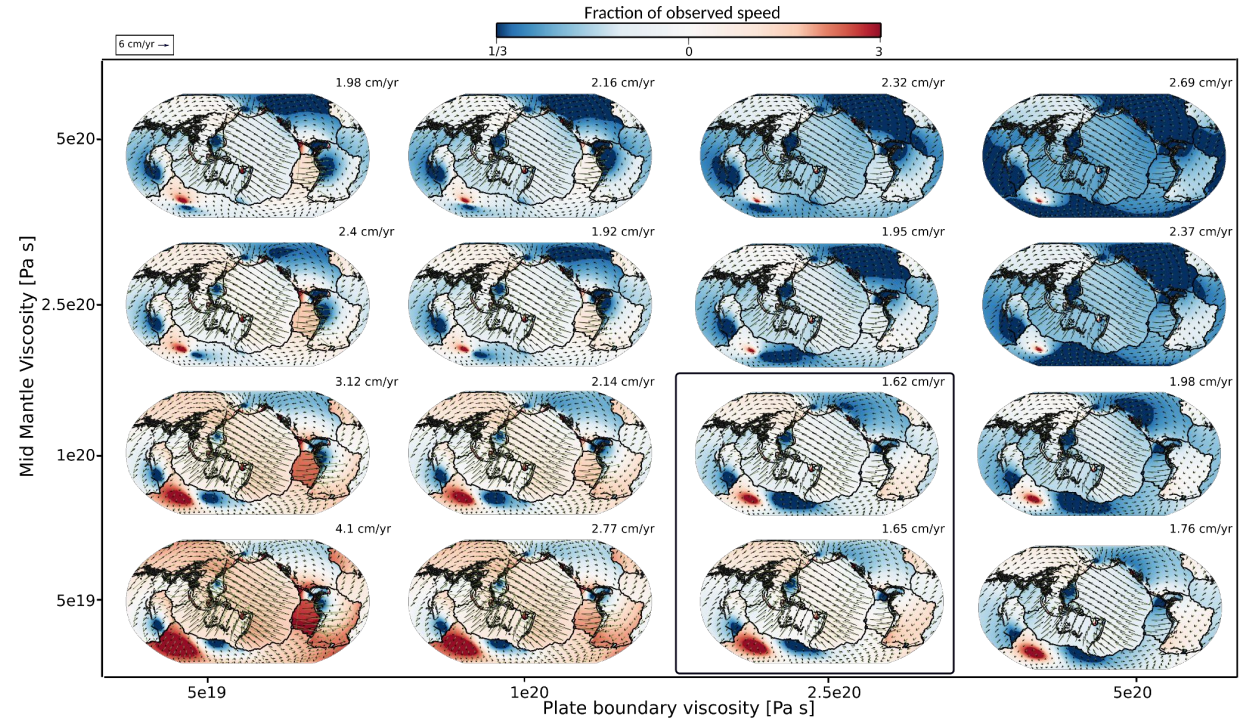 Fraction of observed speed
6 cm/yr
1/3 0 3
1.98 cm/yr 2.16 cm/yr 2.32 cm/yr 2.69 cm/yr
5e20
2.4 cm/yr 1.92 cm/yr 1.95 cm/yr 2.37 cm/yr
2.5e20
3.12 cm/yr 2.14 cm/yr 1.62 cm/yr 1.98 cm/yr
1e20
4.1 cm/yr 2.77 cm/yr 1.65 cm/yr 1.76 cm/yr
5e19
Mid Mantle Viscosity [Pa s]
5e19 1e20 2.5e20 5e20
Plate boundary viscosity [Pa s]